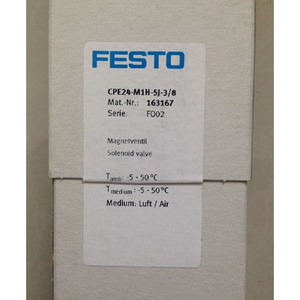 FESTO
CPE24-M1H-5J-3/8
Mat.-Nr.: 163167
Serie: FO02
Magnetventil
Solenoid valve
Tamb: -5 - 50 °C
Tmedium: -5 - 50 °C
Medium: Luft / Air